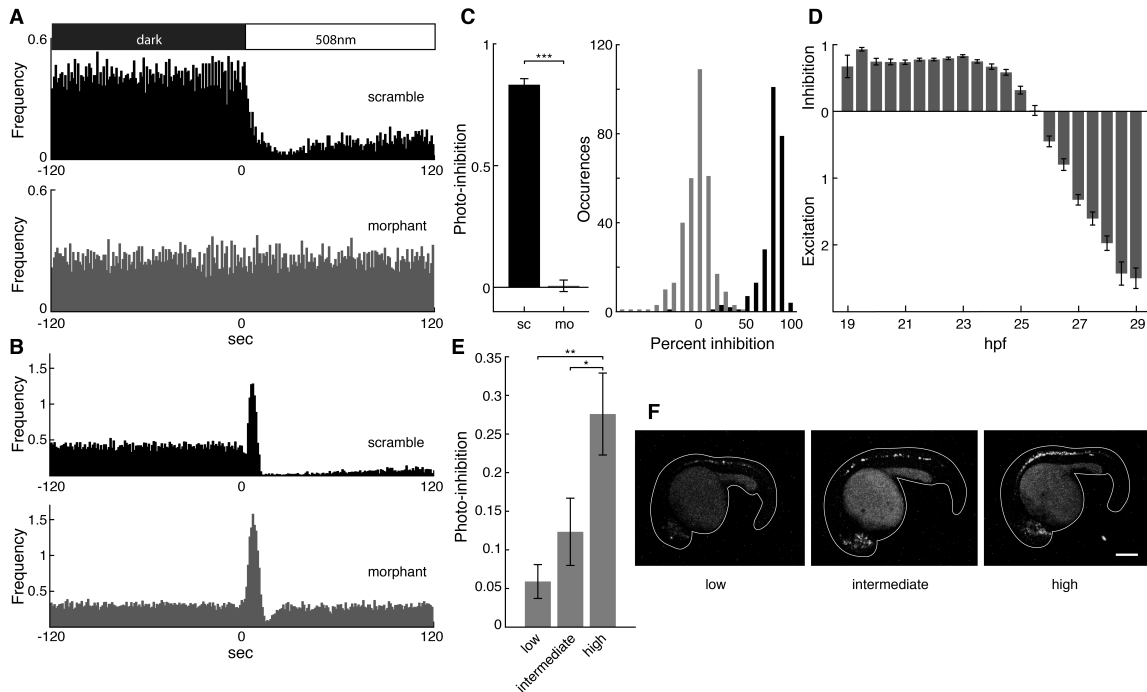 A
dark 508nm
0.6
Frequency
scramble
0
-120 0 120
0.6
Frequency
morphant
0
-120 0 120
sec
B
1.5
1
0.5
Frequency
scramble
-120 0 120
1.5
1
0.5
Frequency
morphant
-120 0 120
sec
C
1
0.5
0
Photo-inhibition
***
sc mo
120
80
40
0
Occurences
0 50 100
Percent inhibition
D
1
0
1
2
Inhibition
Excitation
19 21 23 25 27 29
hpf
E
0.35
0.3
0.25
0.2
0.15
0.1
0.05
0
Photo-inhibition
**
*
low
intermediate
high
F
low intermediate high